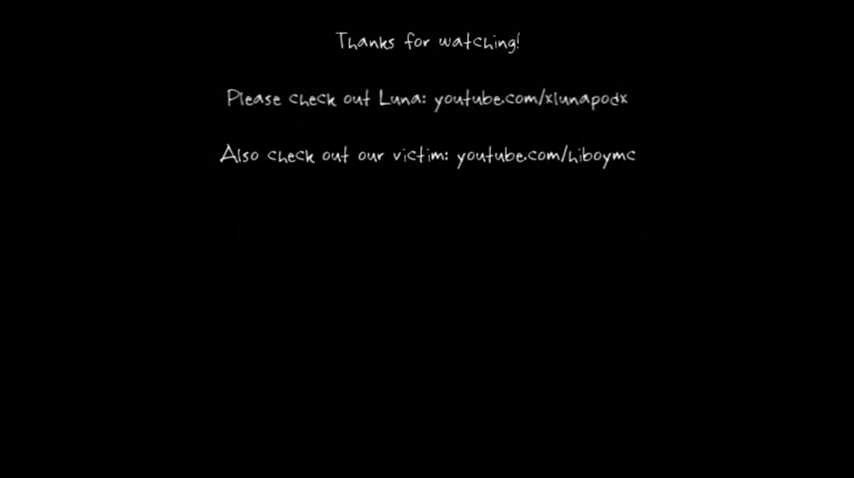 Thanks for watching!
Please check out Luna: youtube.com/xlunapodx
Also check out our victim: youtube.com/hiboymc